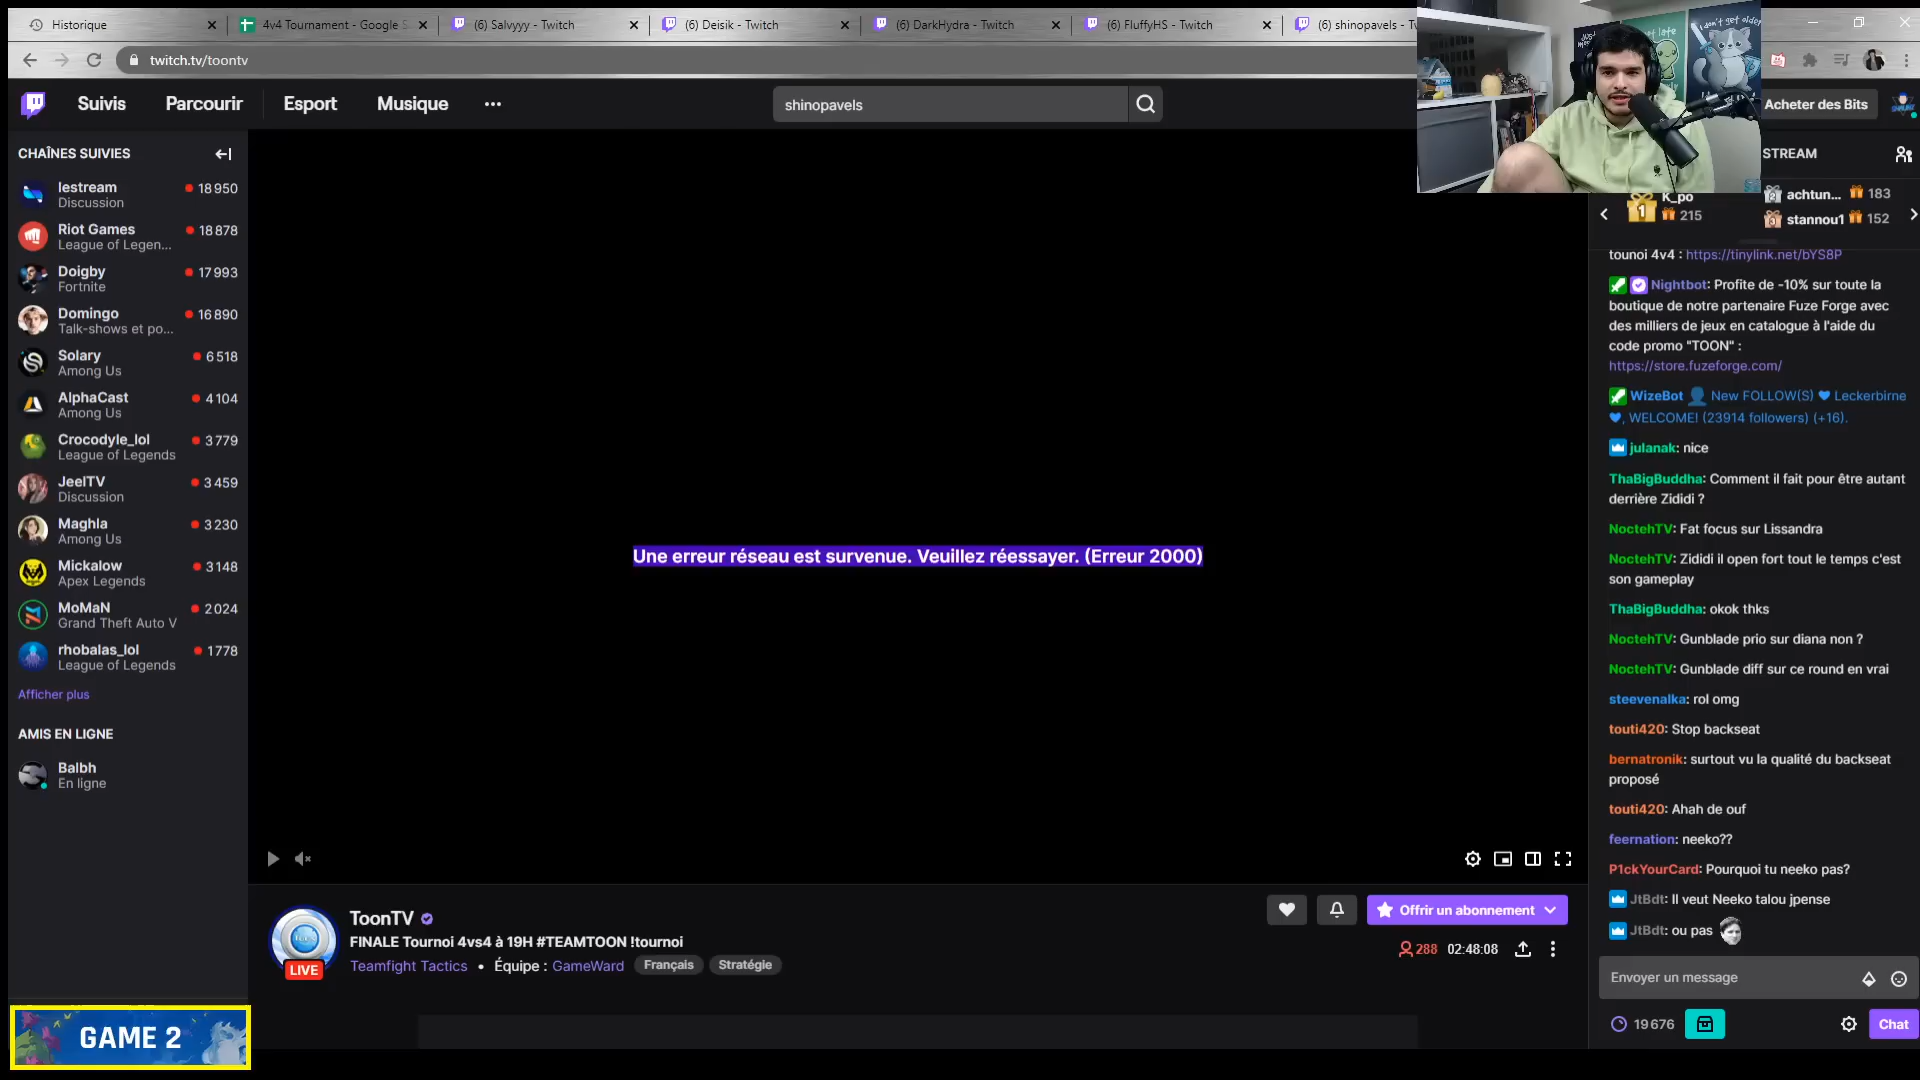 Historique
4v4 Tournament - Google S
(6) Salvyyy - Twitch
(6) Deisik - Twitch
(6) DarkHydra - Twitch
(6) FluffyHS - Twitch
(6) shinopavels - Tw
twitch.tv/toontv
Suivis
Parcourir
Esport
Musique
shinopavels
Acheter des Bits
CHAÎNES SUIVIES
lestream
18 950
Discussion
Riot Games
18 878
League of Legen...
Doigby
17 993
Fortnite
Domingo
16 890
Talk-shows et po...
Solary
6 518
Among Us
AlphaCast
4 104
Among Us
Crocodyle_lol
3 779
League of Legends
JeelTV
3 459
Discussion
Maghla
3 230
Among Us
Mickalow
3 148
Apex Legends
MoMaN
2 024
Grand Theft Auto V
rhobalas_lol
1 778
League of Legends
Afficher plus
AMIS EN LIGNE
Balbh
En ligne
GAME 2
Une erreur réseau est survenue. Veuillez réessayer. (Erreur 2000)
ToonTV
FINALE Tournoi 4vs4 à 19H #TEAMTOON !tournoi
Teamfight Tactics • Équipe : GameWard Français Stratégie
LIVE
Offrir un abonnement
288 02:48:08
STREAM
1 K_po
215
achtun... 183
stannou1 152
tounoi 4v4 : https://tinylink.net/bYS8P
Nightbot: Profite de -10% sur toute la
boutique de notre partenaire Fuze Forge avec
des milliers de jeux en catalogue à l'aide du
code promo "TOON" :
https://store.fuzeforge.com/
WizeBot New FOLLOW(S) ♥ Leckerbirne
♥, WELCOME! (23914 followers) (+16).
julanak: nice
ThaBigBuddha: Comment il fait pour être autant
derrière Zididi ?
NoctehTV: Fat focus sur Lissandra
NoctehTV: Zididi il open fort tout le temps c'est
son gameplay
ThaBigBuddha: okok thks
NoctehTV: Gunblade prio sur diana non ?
NoctehTV: Gunblade diff sur ce round en vrai
steevenalka: rol omg
touti420: Stop backseat
bernatronik: surtout vu la qualité du backseat
proposé
touti420: Ahah de ouf
feernation: neeko??
P1ckYourCard: Pourquoi tu neeko pas?
JtBdt: Il veut Neeko talou jpense
JtBdt: ou pas
Envoyer un message
19 676
Chat